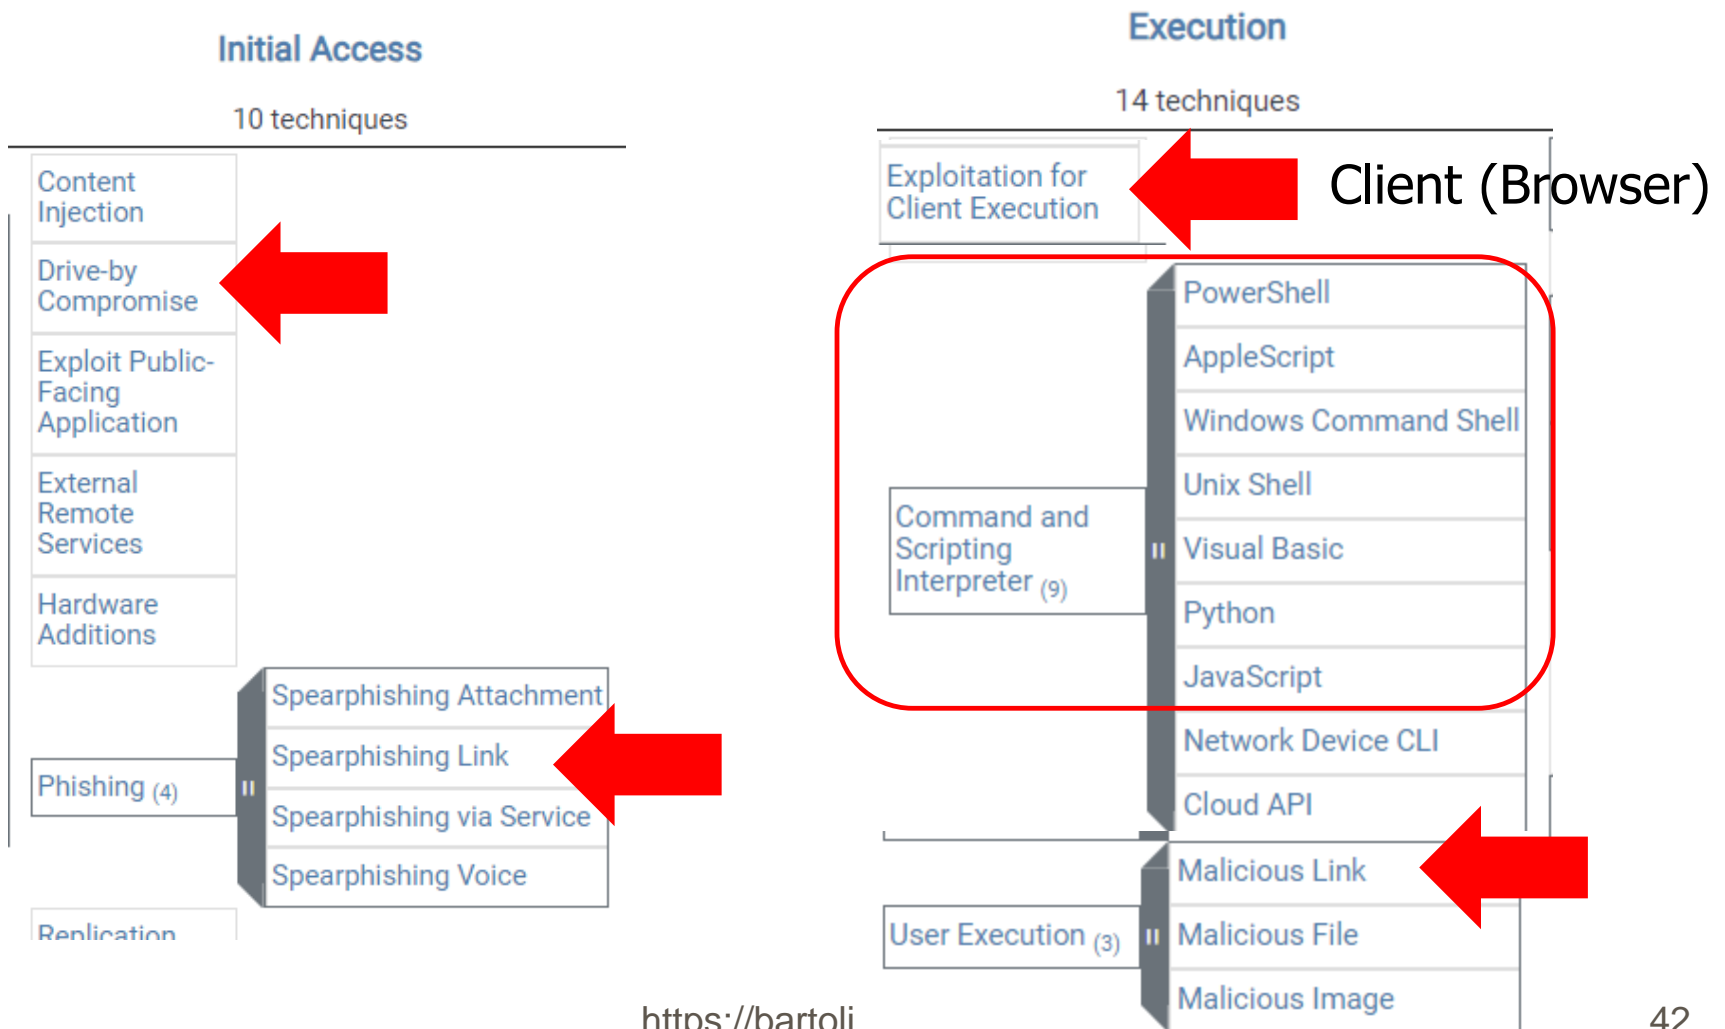 Initial Access
10 techniques
Content
Injection
Drive-by
Compromise
Exploit Public-
Facing
Application
External
Remote
Services
Hardware
Additions
Phishing (4)
Spearphishing Attachment
Spearphishing Link
Spearphishing via Service
Spearphishing Voice
Replication
Execution
14 techniques
Exploitation for
Client Execution
Client (Browser)
Command and
Scripting
Interpreter (9)
PowerShell
AppleScript
Windows Command Shell
Unix Shell
Visual Basic
Python
JavaScript
Network Device CLI
Cloud API
User Execution (3)
Malicious Link
Malicious File
Malicious Image
https://bartoli
42